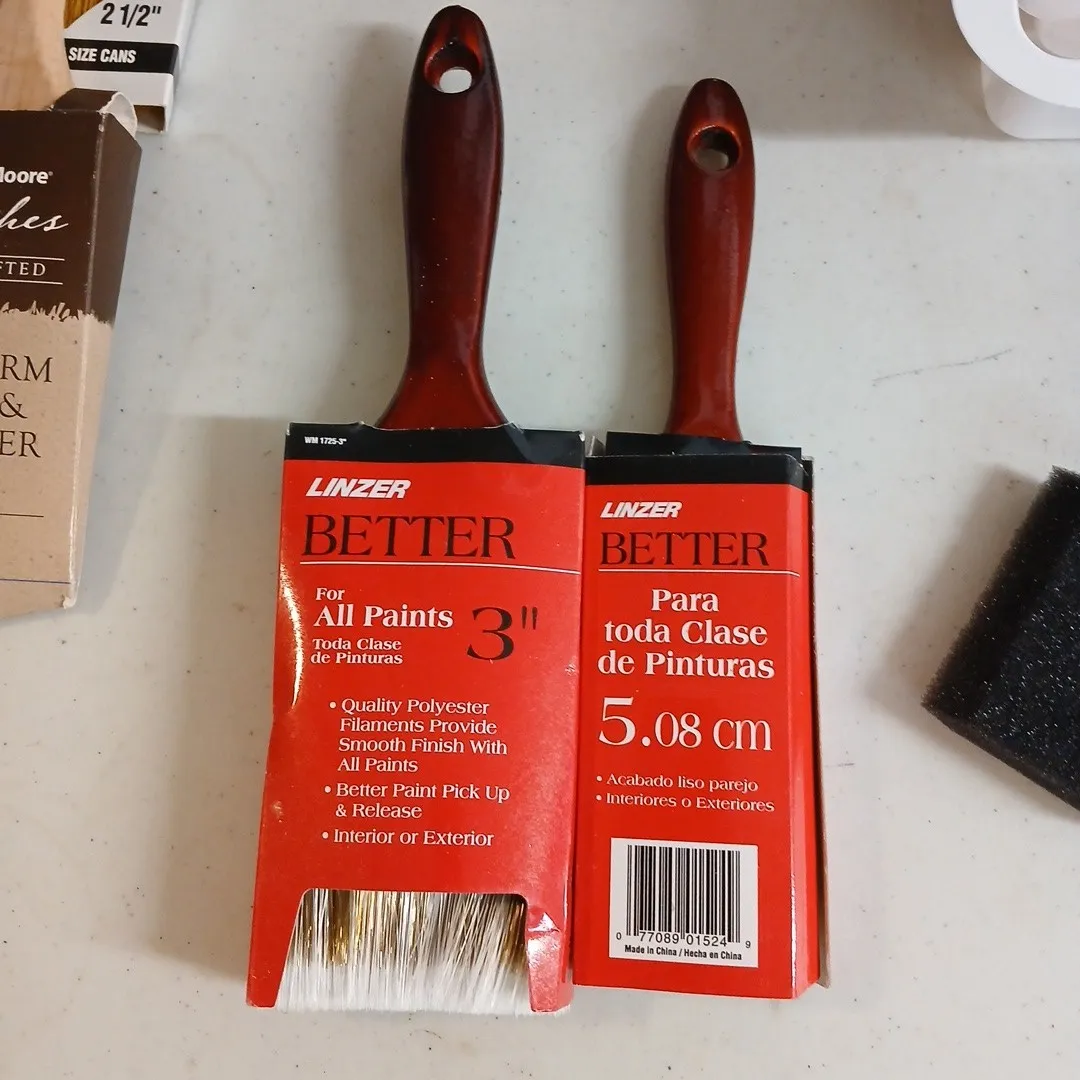 2 1/2"
SIZE CANS
Moore®
FTED
RM
&
ER
WM 1725-3"
LINZER
BETTER
For
All Paints
3"
Toda Clase
de Pinturas
• Quality Polyester
Filaments Provide
Smooth Finish With
All Paints
• Better Paint Pick Up
& Release
• Interior or Exterior
LINZER
BETTER
Para
toda Clase
de Pinturas
5.08 cm
• Acabado liso parejo
• Interiores o Exteriores
0 77089 01524 9
Made in China / Hecha en China